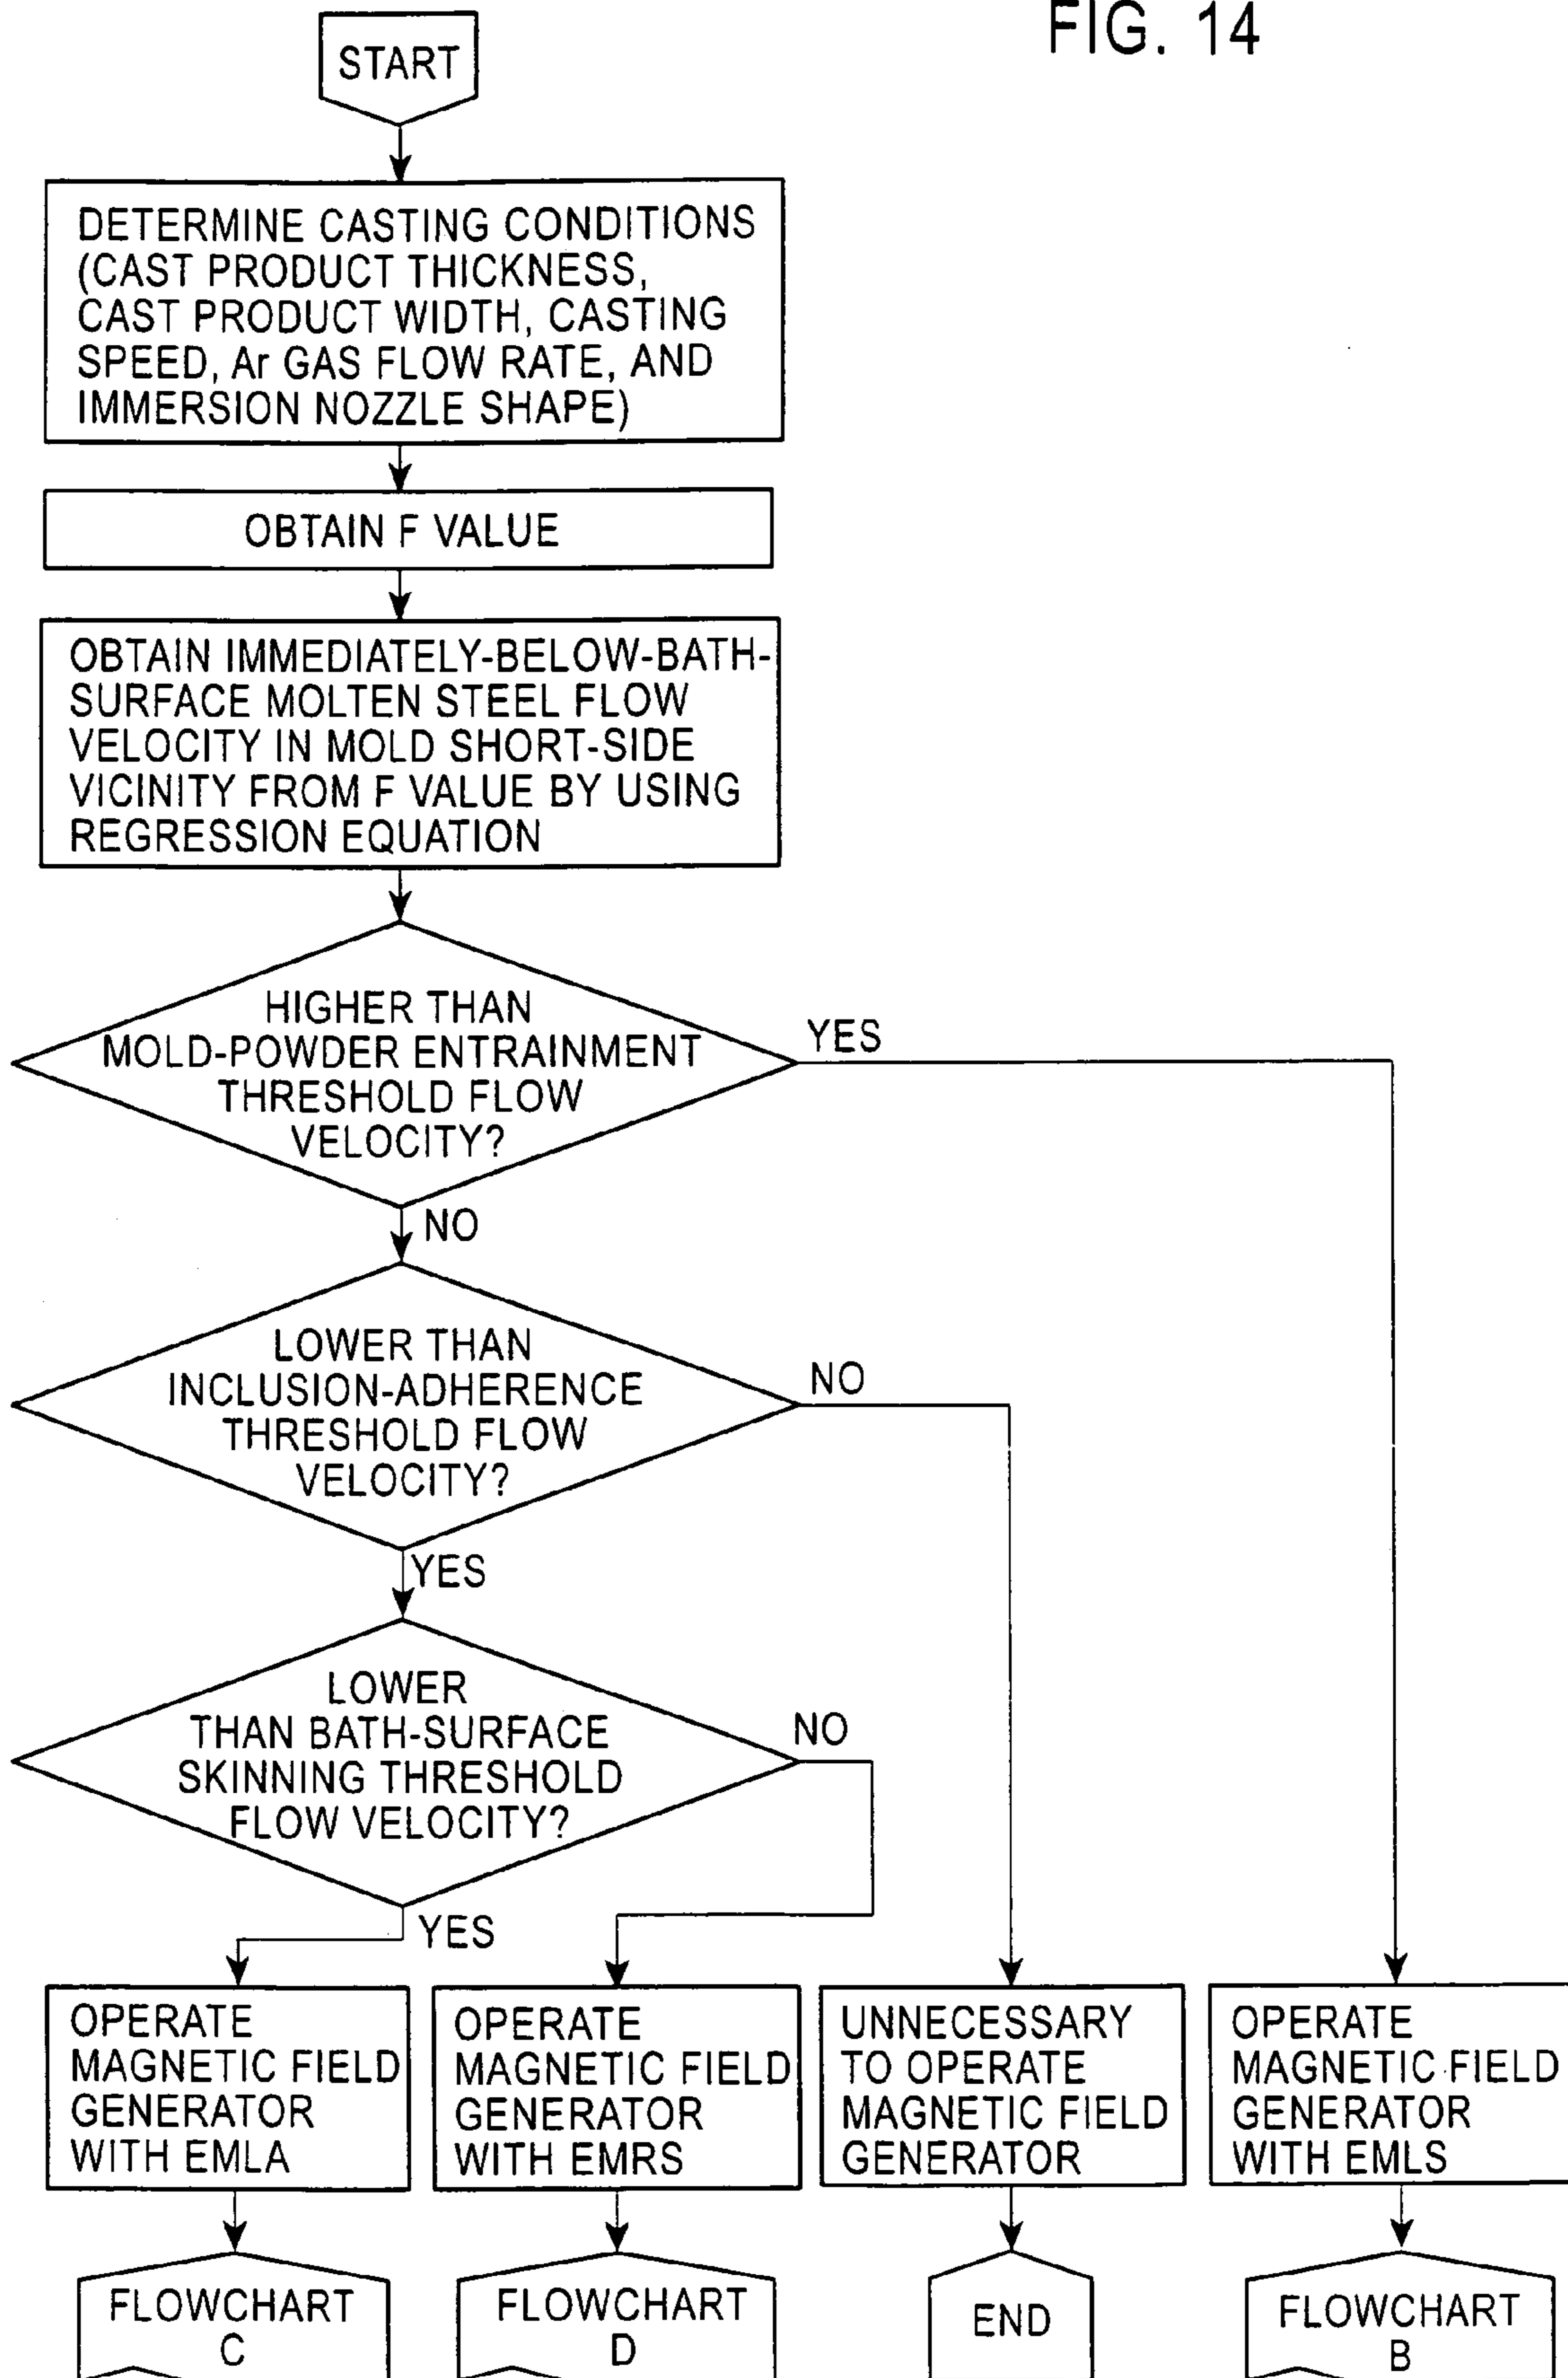 FIG. 14
START
DETERMINE CASTING CONDITIONS
(CAST PRODUCT THICKNESS,
CAST PRODUCT WIDTH, CASTING
SPEED, Ar GAS FLOW RATE, AND
IMMERSION NOZZLE SHAPE)
OBTAIN F VALUE
OBTAIN IMMEDIATELY-BELOW-BATH-
SURFACE MOLTEN STEEL FLOW
VELOCITY IN MOLD SHORT-SIDE
VICINITY FROM F VALUE BY USING
REGRESSION EQUATION
HIGHER THAN
MOLD-POWDER ENTRAINMENT
THRESHOLD FLOW
VELOCITY?
YES
NO
LOWER THAN
INCLUSION-ADHERENCE
THRESHOLD FLOW
VELOCITY?
NO
YES
LOWER
THAN BATH-SURFACE
SKINNING THRESHOLD
FLOW VELOCITY?
NO
YES
OPERATE
MAGNETIC FIELD
GENERATOR
WITH EMLA
OPERATE
MAGNETIC FIELD
GENERATOR
WITH EMRS
UNNECESSARY
TO OPERATE
MAGNETIC FIELD
GENERATOR
OPERATE
MAGNETIC FIELD
GENERATOR
WITH EMLS
FLOWCHART
C
FLOWCHART
D
END
FLOWCHART
B